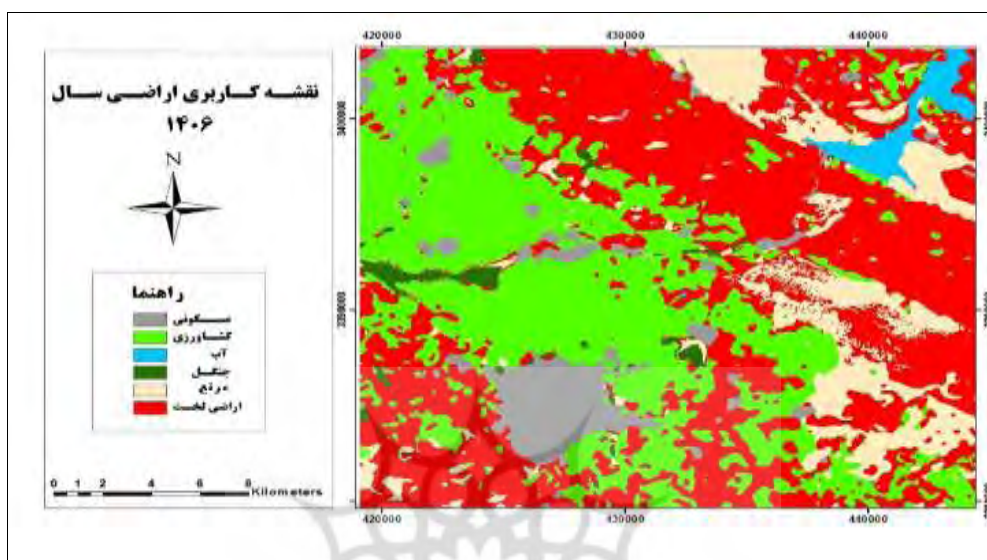 نقشه کاربری اراضی سال
۱۴۰۶
N
راهنما
مسکونی
کشاورزی
آب
جنگل
مرتع
اراضی لخت
0 1 2 4 6 8
Kilometers
420000 430000 440000
3400000
420000 430000 440000